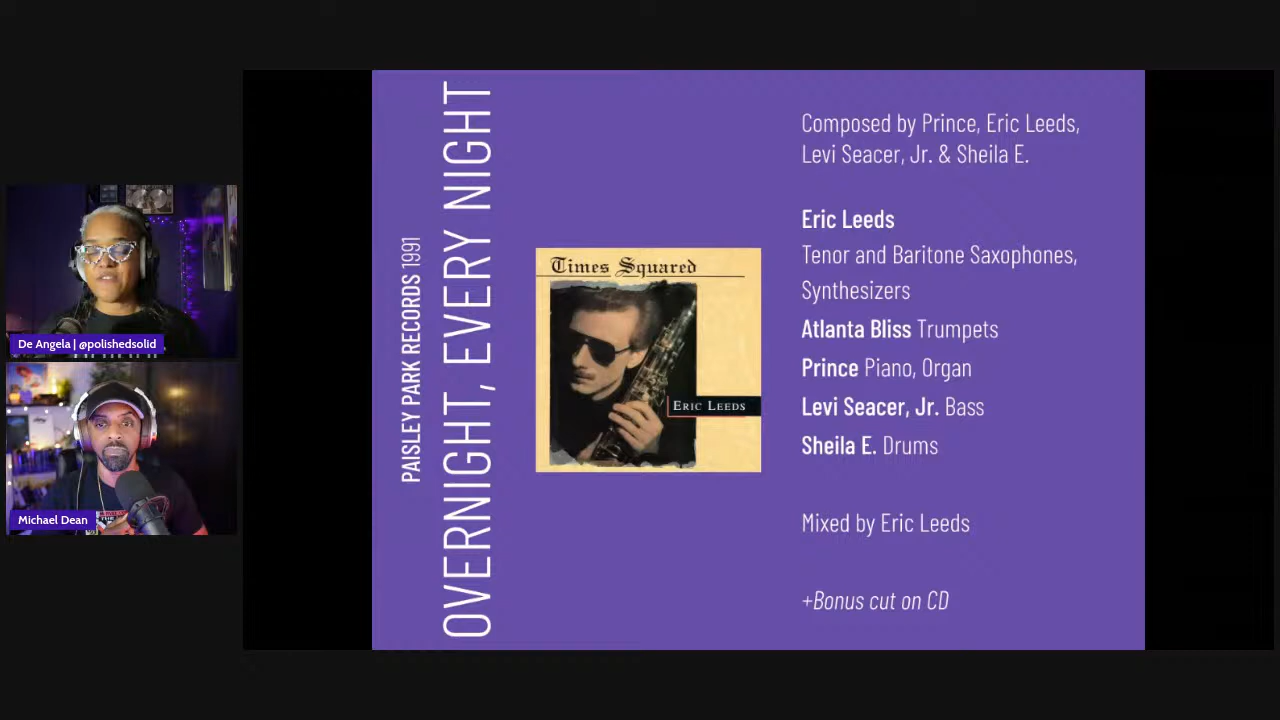 De Angela | @polishedsolid
Michael Dean
PAISLEY PARK RECORDS 1991
OVERNIGHT, EVERY NIGHT
Times Squared
ERIC LEEDS
Composed by Prince, Eric Leeds,
Levi Seacer, Jr. & Sheila E.
Eric Leeds
Tenor and Baritone Saxophones,
Synthesizers
Atlanta Bliss Trumpets
Prince Piano, Organ
Levi Seacer, Jr. Bass
Sheila E. Drums
Mixed by Eric Leeds
+Bonus cut on CD